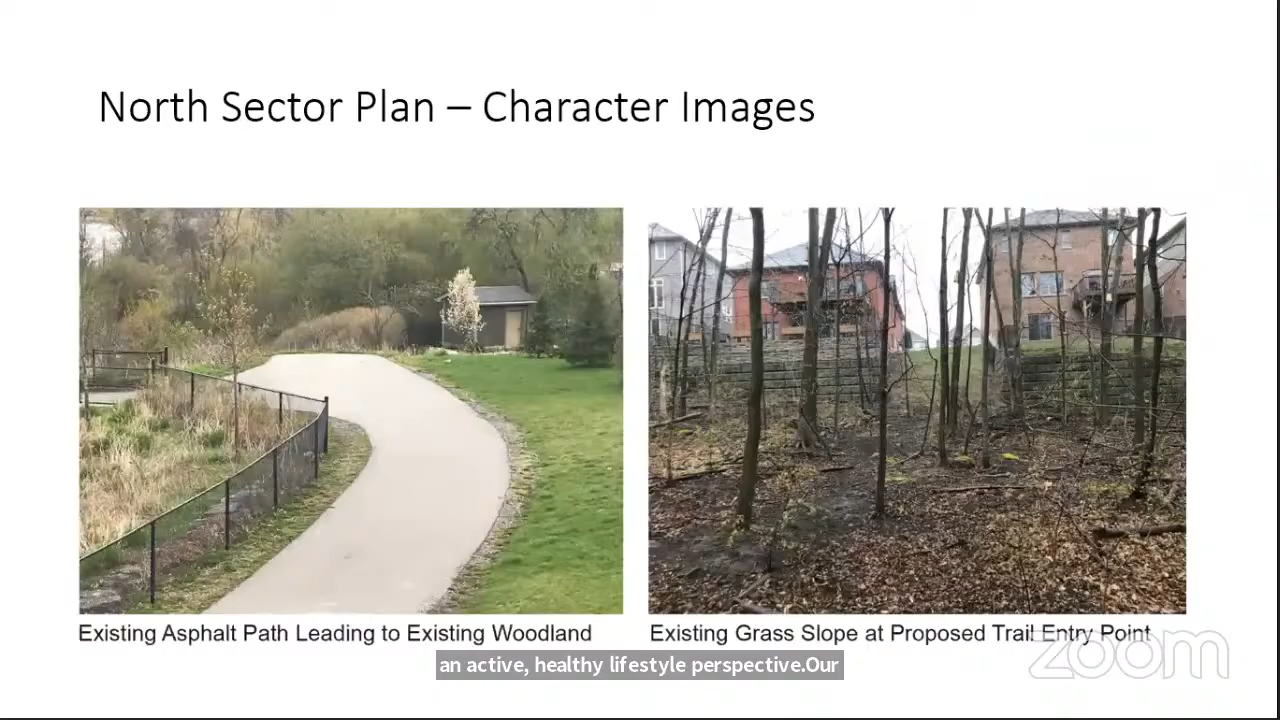 North Sector Plan – Character Images
Existing Asphalt Path Leading to Existing Woodland
Existing Grass Slope at Proposed Trail Entry Point
an active, healthy lifestyle perspective.Our
zoom